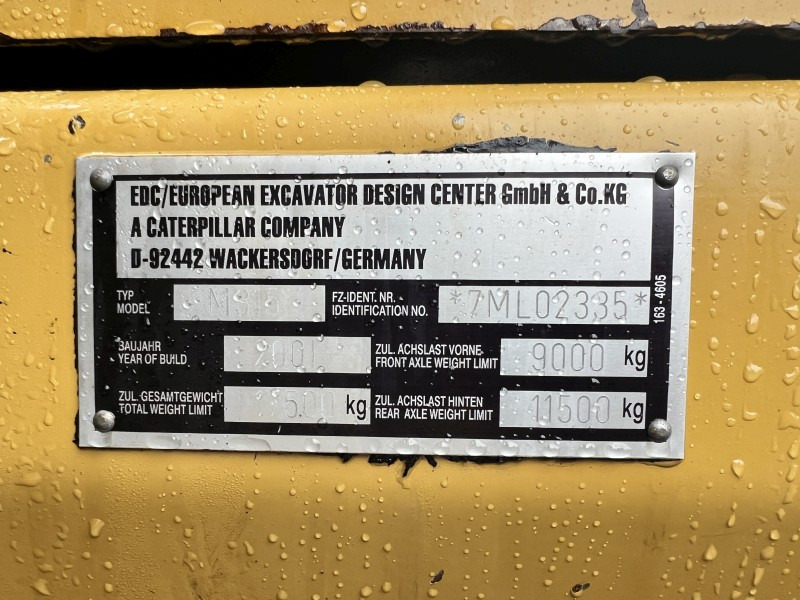 EDC/EUROPEAN EXCAVATOR DESIGN CENTER GmbH & Co.KG
A CATERPILLAR COMPANY
D-92442 WACKERSDORF/GERMANY
TYP
MODEL
FZ-IDENT. NR.
IDENTIFICATION NO.
*7ML02335*
163-4605
BAUJAHR
YEAR OF BUILD
2001
ZUL. ACHSLAST VORNE
FRONT AXLE WEIGHT LIMIT
9000 kg
ZUL. GESAMTGEWICHT
TOTAL WEIGHT LIMIT
kg
ZUL. ACHSLAST HINTEN
REAR AXLE WEIGHT LIMIT
11500 kg